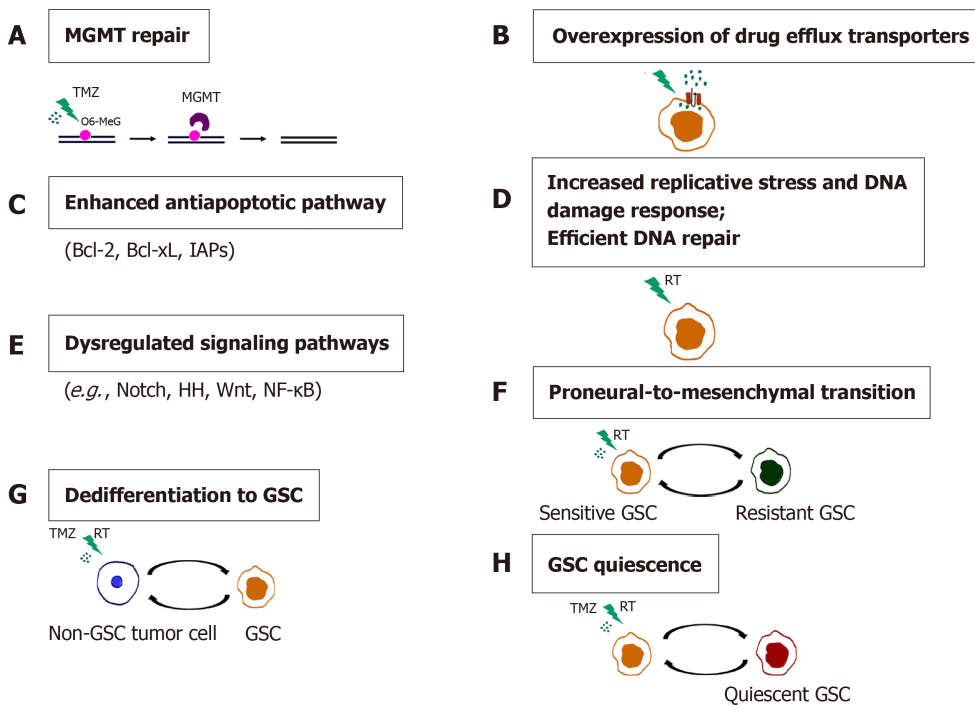 A MGMT repair
TMZ
O6-MeG
MGMT
B Overexpression of drug efflux transporters
C Enhanced antiapoptotic pathway
(Bcl-2, Bcl-xL, IAPs)
D Increased replicative stress and DNA
damage response;
Efficient DNA repair
RT
E Dysregulated signaling pathways
(e.g., Notch, HH, Wnt, NF-κB)
F Proneural-to-mesenchymal transition
RT
Sensitive GSC Resistant GSC
G Dedifferentiation to GSC
TMZ RT
Non-GSC tumor cell GSC
H GSC quiescence
TMZ RT
Quiescent GSC